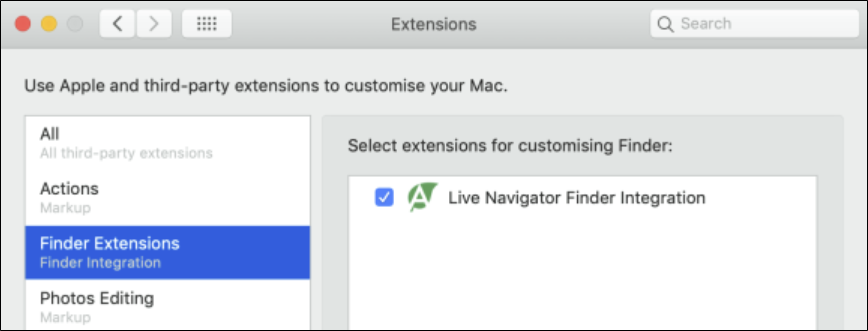 Extensions
Search
Use Apple and third-party extensions to customise your Mac.
All
All third-party extensions
Actions
Markup
Finder Extensions
Finder Integration
Photos Editing
Markup
Select extensions for customising Finder:
Live Navigator Finder Integration